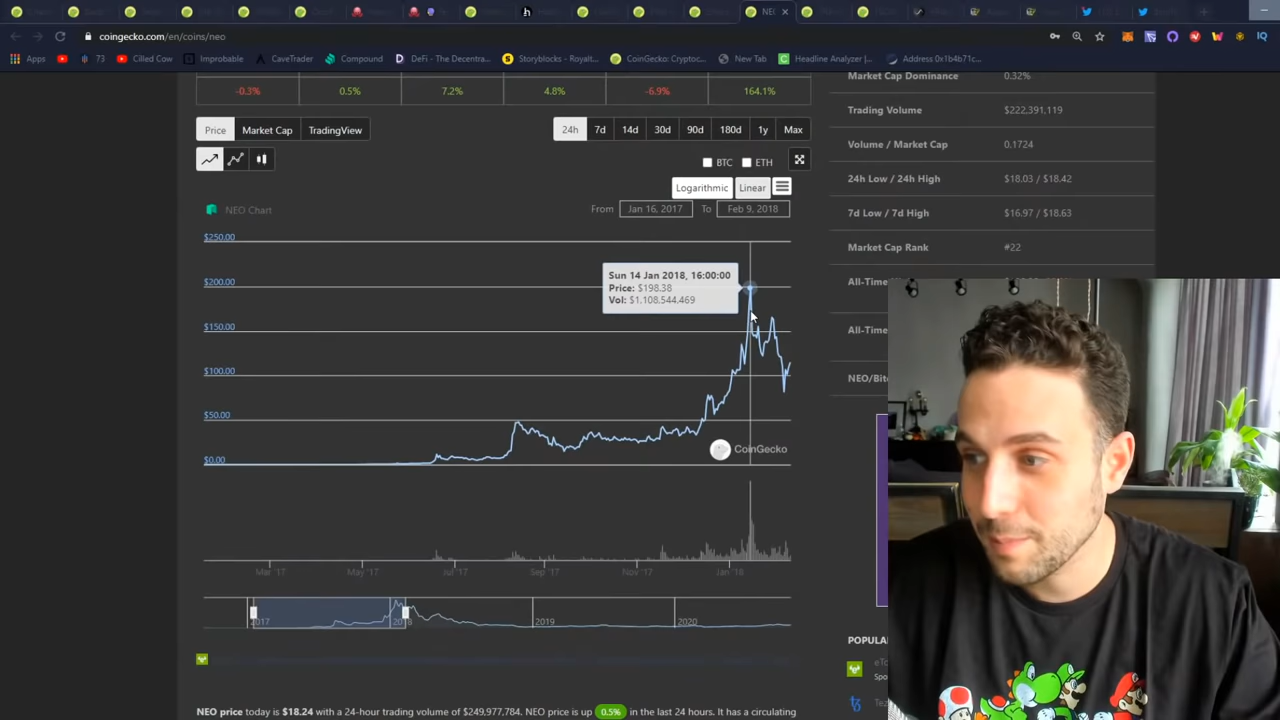 NEO
coingecko.com/en/coins/neo
Apps 73 Cilled Cow Improbable CaveTrader Compound DeFi - The Decentra... Storyblocks - Royalt... CoinGecko: Cryptoc... New Tab Headline Analyzer |... Address 0x1b4b71c...
-0.3% 0.5% 7.2% 4.8% -6.9% 164.1%
Price Market Cap TradingView 24h 7d 14d 30d 90d 180d 1y Max
BTC ETH
Logarithmic Linear
NEO Chart From Jan 16, 2017 To Feb 9, 2018
$250.00
$200.00
Sun 14 Jan 2018, 16:00:00
Price: $198.38
Vol: $1,108,544,469
$150.00
$100.00
$50.00
CoinGecko
$0.00
Mar '17 May '17 Jul '17 Sep '17 Nov '17 Jan '18
2017 2018 2019 2020
NEO price today is $18.24 with a 24-hour trading volume of $249,977,784. NEO price is up 0.5% in the last 24 hours. It has a circulating
Market Cap Dominance 0.32%
Trading Volume $222,391,119
Volume / Market Cap 0.1724
24h Low / 24h High $18.03 / $18.42
7d Low / 7d High $16.97 / $18.63
Market Cap Rank #22
All-Time
All-Time
NEO/Bitc
POPULA
eTo
Spo
Tez